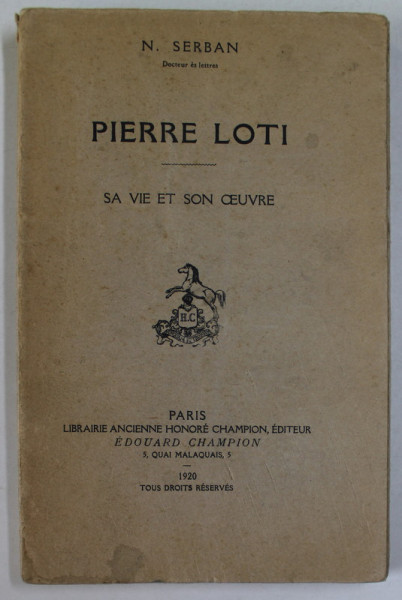 N. SERBAN
Docteur ès lettres
PIERRE LOTI
SA VIE ET SON ŒUVRE
H.C
PARIS
LIBRAIRIE ANCIENNE HONORÉ CHAMPION, ÉDITEUR
ÉDOUARD CHAMPION
5, QUAI MALAQUAIS, 5
1920
TOUS DROITS RÉSERVÉS